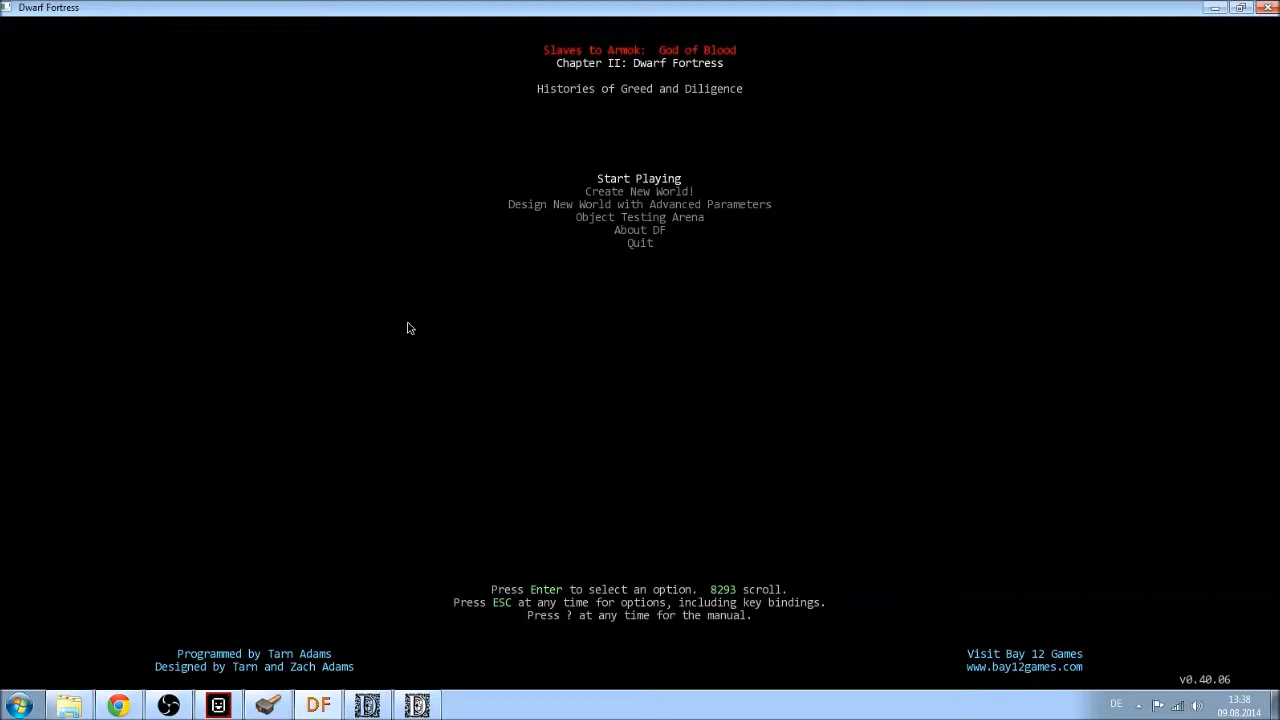 Dwarf Fortress
Slaves to Armok:  God of Blood
Chapter II: Dwarf Fortress
Histories of Greed and Diligence
Start Playing
Create New World!
Design New World with Advanced Parameters
Object Testing Arena
About DF
Quit
Press Enter to select an option.  8293 scroll.
Press ESC at any time for options, including key bindings.
Press ? at any time for the manual.
Programmed by Tarn Adams
Designed by Tarn and Zach Adams
Visit Bay 12 Games
www.bay12games.com
v0.40.06
DF
DE
13:38
09.08.2014